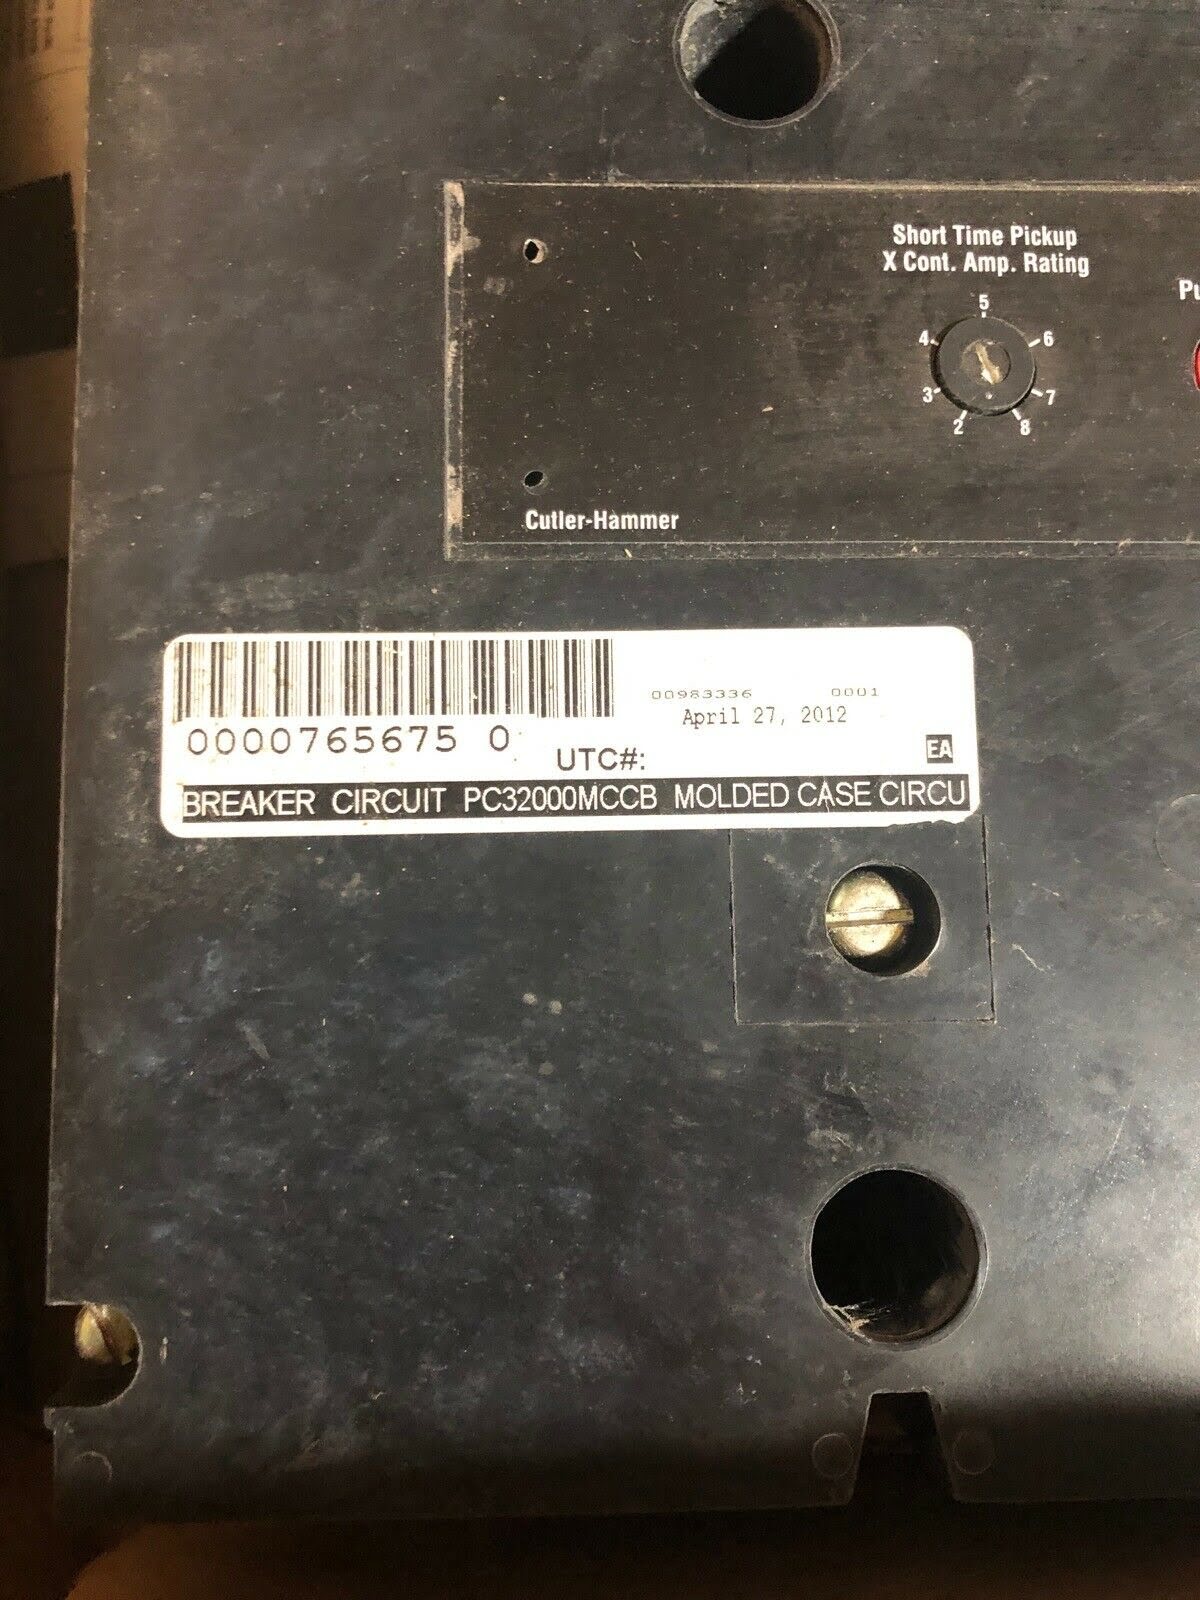 Short Time Pickup
X Cont. Amp. Rating
5
4 6
3 7
2 8
Cutler-Hammer
00983336 0001
April 27, 2012
0000765675 0
UTC#:
EA
BREAKER CIRCUIT PC32000MCCB MOLDED CASE CIRCU